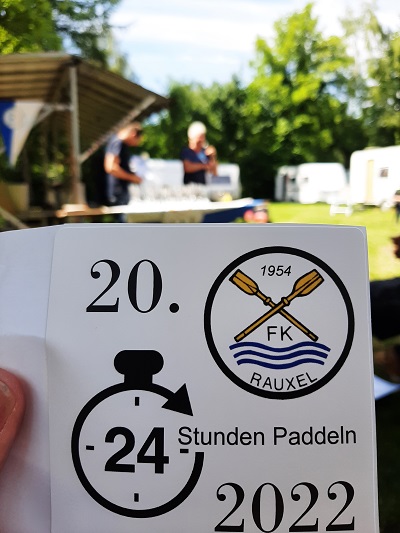 20.
1954
FK
RAUXEL
24 Stunden Paddeln
2022